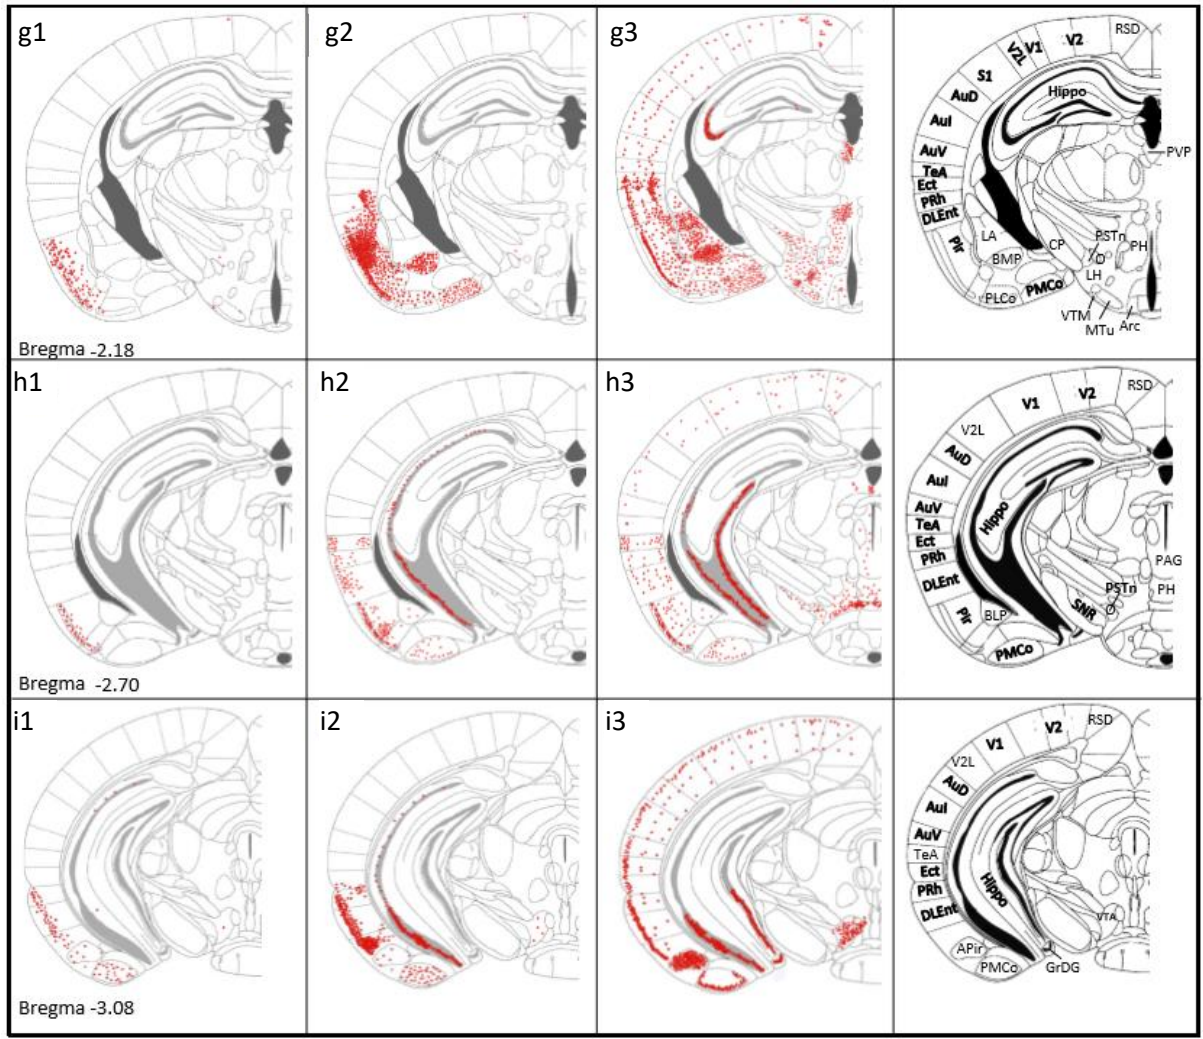 g1
g2
g3
RSD
V2
V1
V2L
S1
Hippo
AuD
AuI
AuV
PVP
TeA
Ect
PRh
DLEnt
Pir
LA
BMP
CP
PSTn
PH
LH
PLCo
PMCo
VTM
MTu
Arc
Bregma -2.18
h1
h2
h3
RSD
V2
V1
V2L
AuD
AuI
Hippo
AuV
TeA
Ect
PRh
PAG
DLEnt
PSTn
PH
SNR
Pir
BLP
PMCo
Bregma -2.70
i1
i2
i3
RSD
V2
V1
V2L
AuD
AuI
AuV
TeA
Ect
Hippo
PRh
DLEnt
VTA
APir
PMCo
GrDG
Bregma -3.08